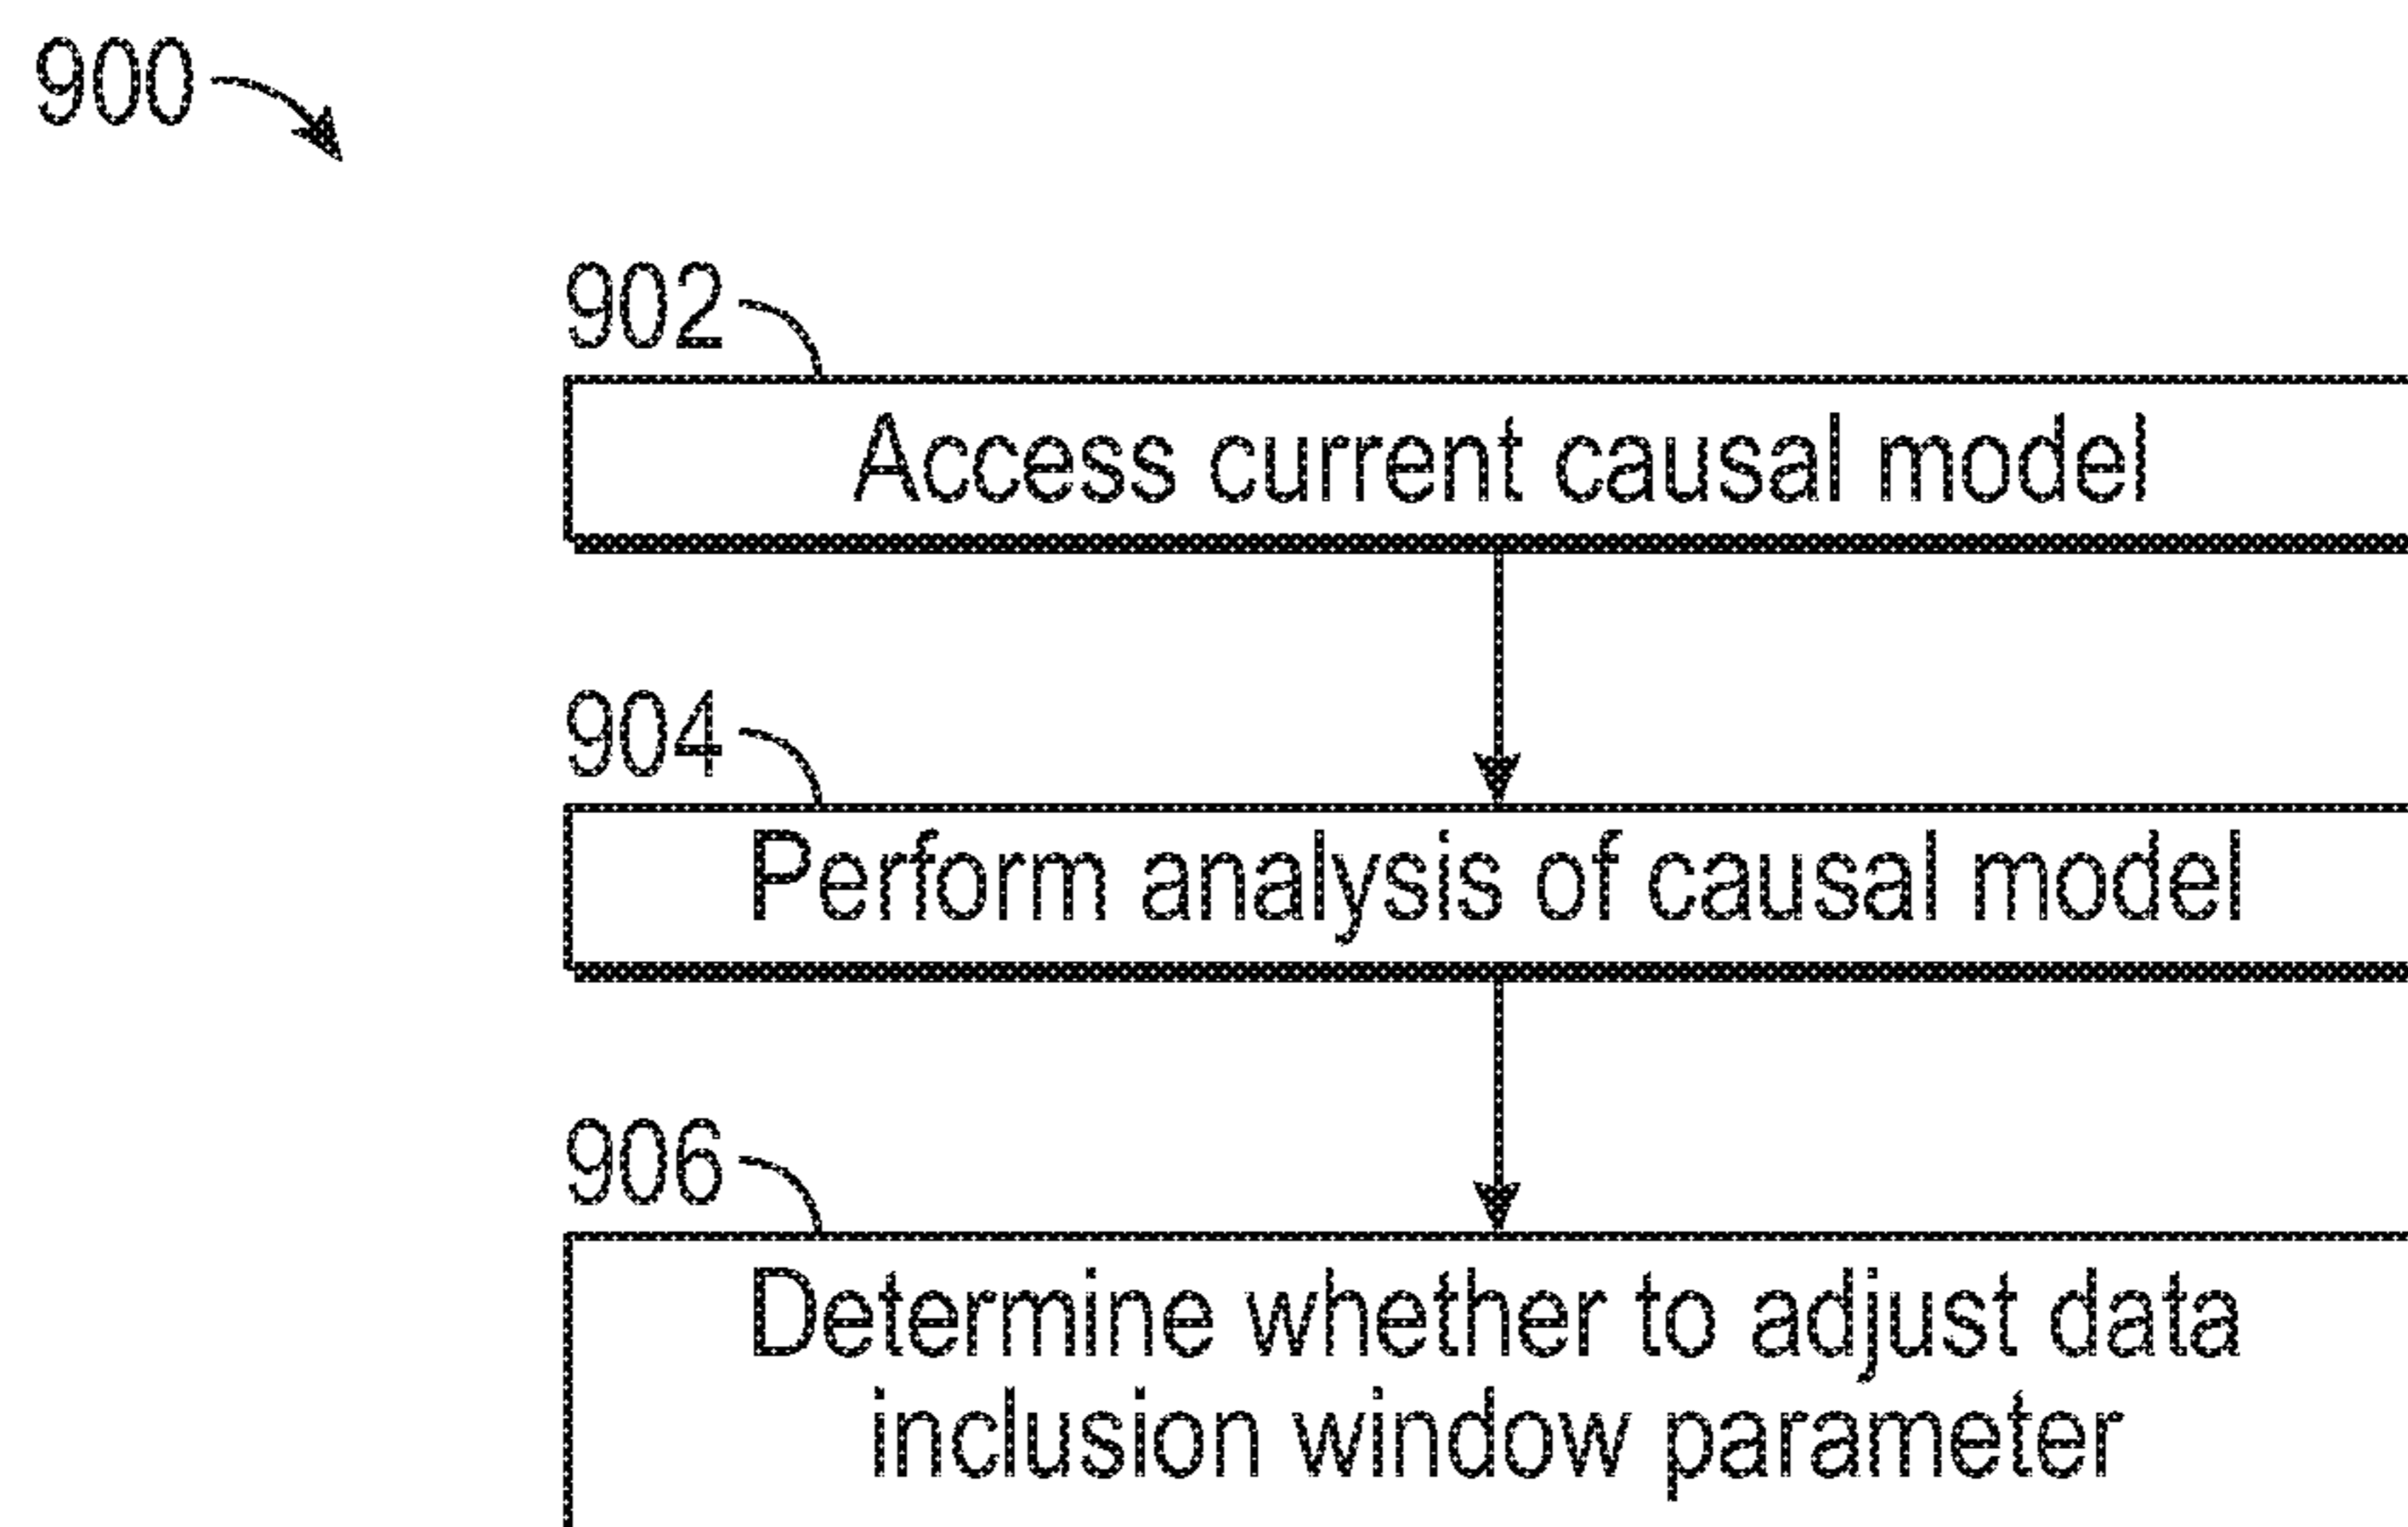 900
902
Access current causal model
904
Perform analysis of causal model
906
Determine whether to adjust data
inclusion window parameter